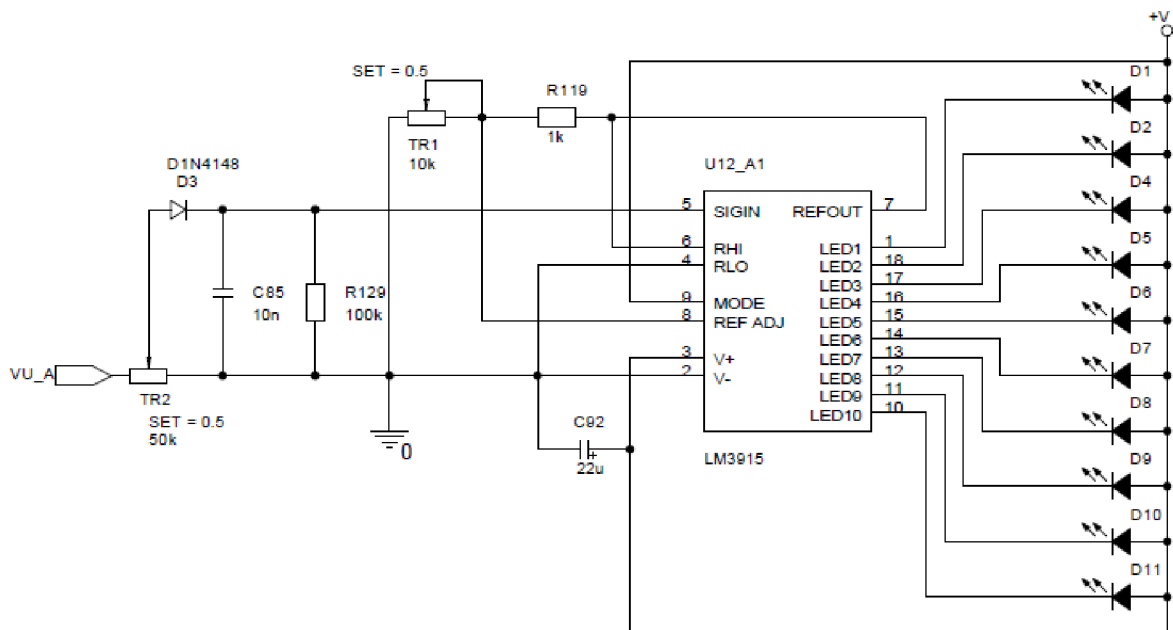 +V
D1
SET = 0.5
R119
1k
TR1
10k
D2
D1N4148
D3
U12_A1
D4
5 SIGIN REFOUT 7
6 RHI LED1 1
4 RLO LED2 18
LED3 17
9 MODE LED4 16
8 REF ADJ LED5 15
LED6 14
3 V+ LED7 13
2 V- LED8 12
LED9 11
LED10 10
D5
C85
10n
R129
100k
D6
VU_A
TR2
SET = 0.5
50k
D7
0
C92
22u
LM3915
D8
D9
D10
D11